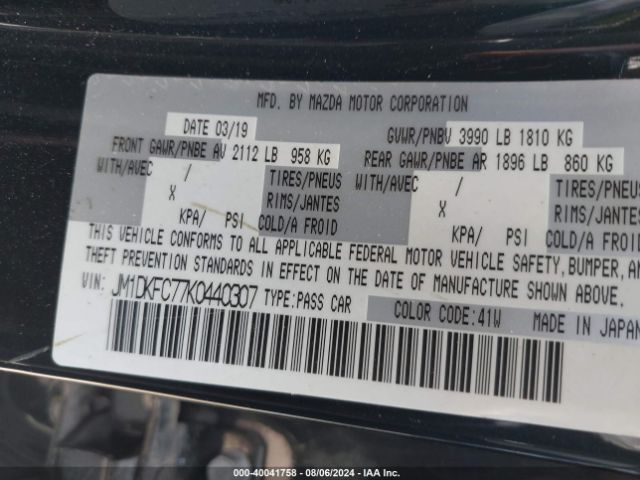 MFD. BY MAZDA MOTOR CORPORATION
DATE 03/19
GVWR/PNBV 3990 LB 1810 KG
FRONT GAWR/PNBE AV 2112 LB 958 KG
REAR GAWR/PNBE AR 1896 LB 860 KG
WITH/AVEC / TIRES/PNEUS WITH/AVEC / TIRES/PNEUS
X RIMS/JANTES X RIMS/JANTES
KPA/ PSI COLD/A FROID KPA/ PSI COLD/A FROID
THIS VEHICLE CONFORMS TO ALL APPLICABLE FEDERAL MOTOR VEHICLE SAFETY, BUMPER, AND
THEFT PREVENTION STANDARDS IN EFFECT ON THE DATE OF MANUFACTURE SHOWN ABOVE.
VIN: JM1DKFC77K0440307 TYPE:PASS CAR
COLOR CODE:41W MADE IN JAPAN
000-40041758 - 08/06/2024 - IAA Inc.